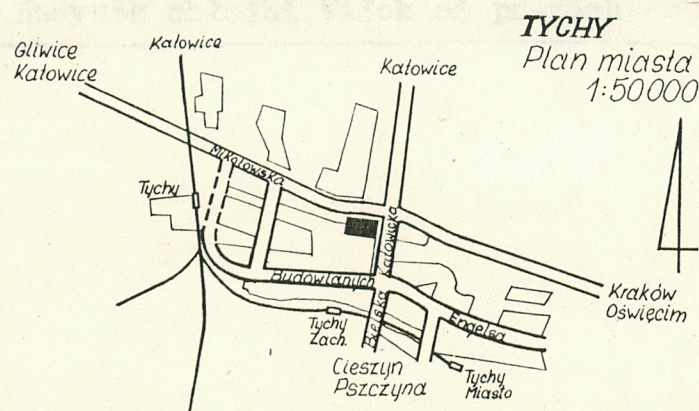 TYCHY
Plan miasta
1:50000
Gliwice
Katowice
Katowice
Katowice
Mikołowska
Tychy
Katowicka
Budowlanych
Bielska
Engelsa
Kraków
Oświęcim
Tychy
Zach.
Cieszyn
Pszczyna
Tychy
Miasto